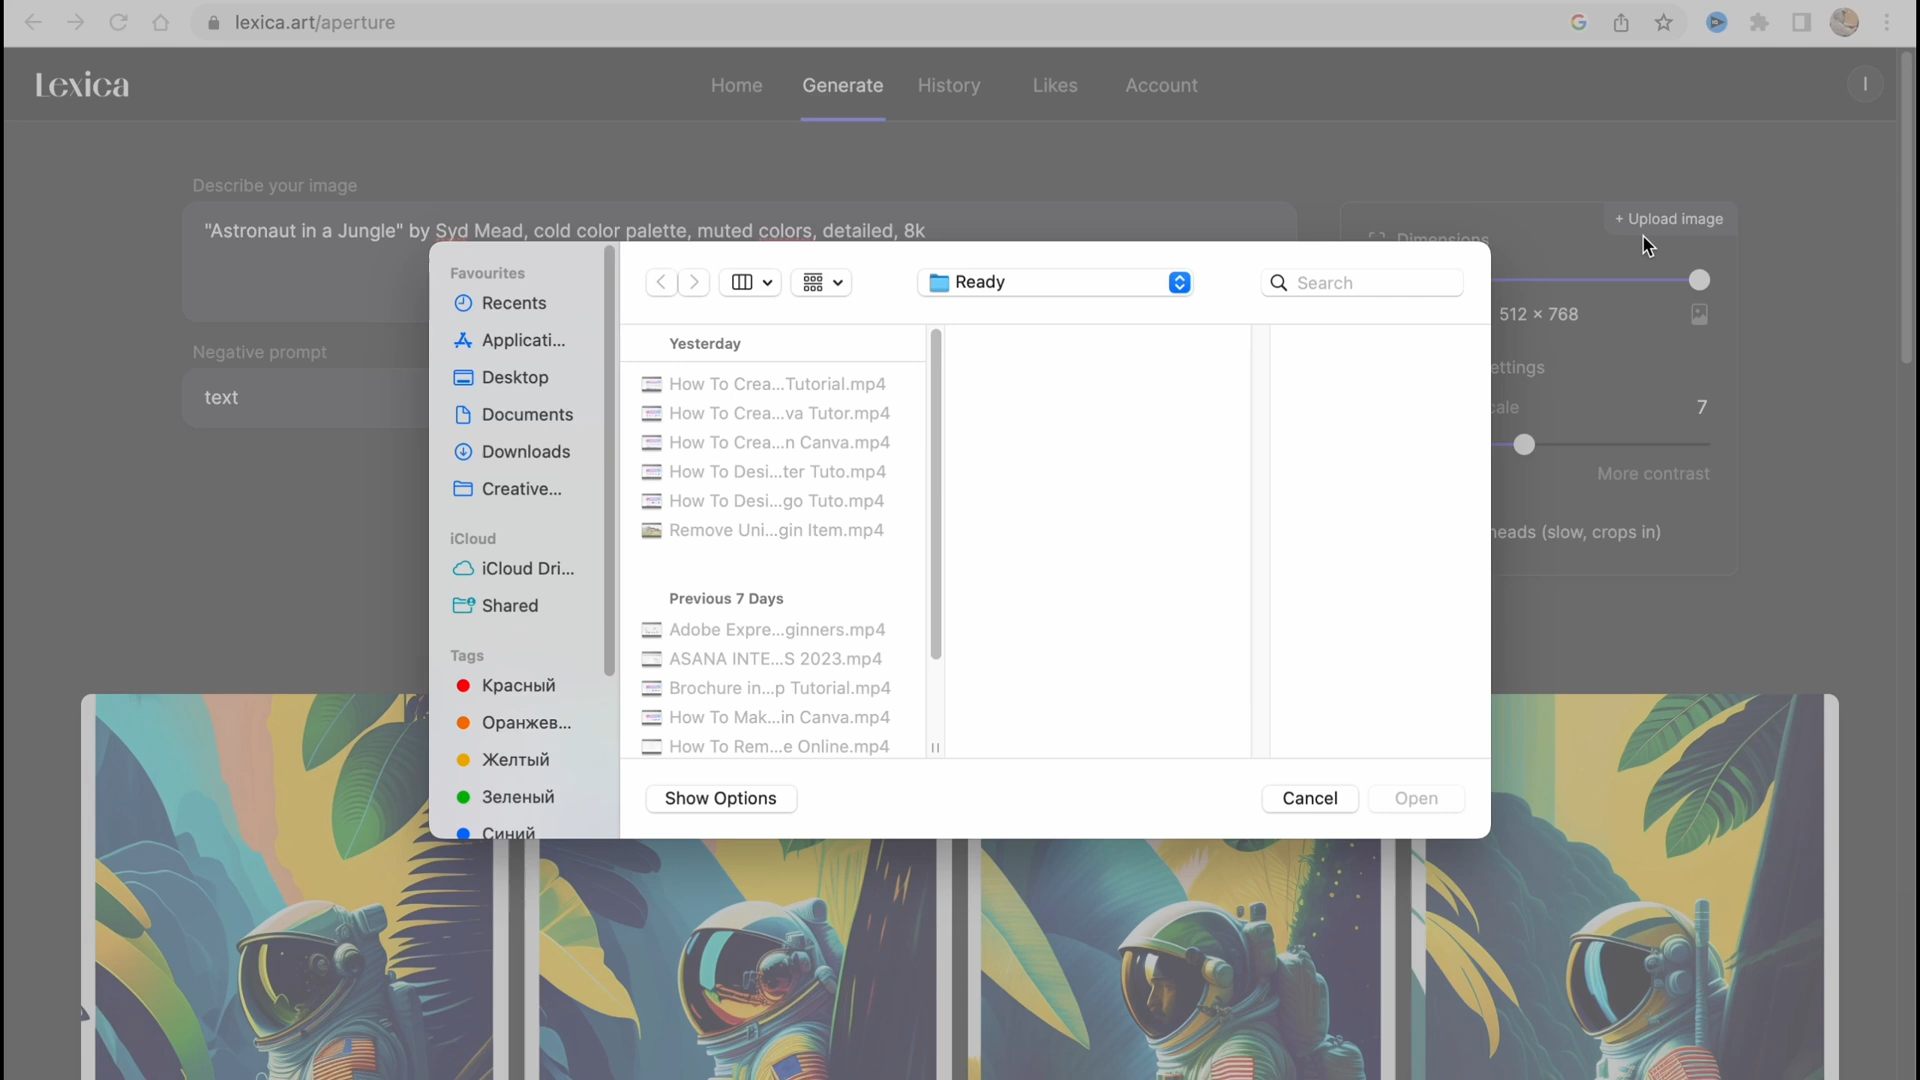 lexica.art/aperture
Lexica
Home
Generate
History
Likes
Account
I
Describe your image
"Astronaut in a Jungle" by Syd Mead, cold color palette, muted colors, detailed, 8k
+ Upload image
Dimensions
512 × 768
Negative prompt
text
ettings
cale
7
More contrast
heads (slow, crops in)
Favourites
Recents
Applicati...
Desktop
Documents
Downloads
Creative...
iCloud
iCloud Dri...
Shared
Tags
Красный
Оранжев...
Желтый
Зеленый
Синий
Ready
Search
Yesterday
How To Crea...Tutorial.mp4
How To Crea...va Tutor.mp4
How To Crea...n Canva.mp4
How To Desi...ter Tuto.mp4
How To Desi...go Tuto.mp4
Remove Uni...gin Item.mp4
Previous 7 Days
Adobe Expre...ginners.mp4
ASANA INTE...S 2023.mp4
Brochure in...p Tutorial.mp4
How To Mak...in Canva.mp4
How To Rem...e Online.mp4
Show Options
Cancel
Open